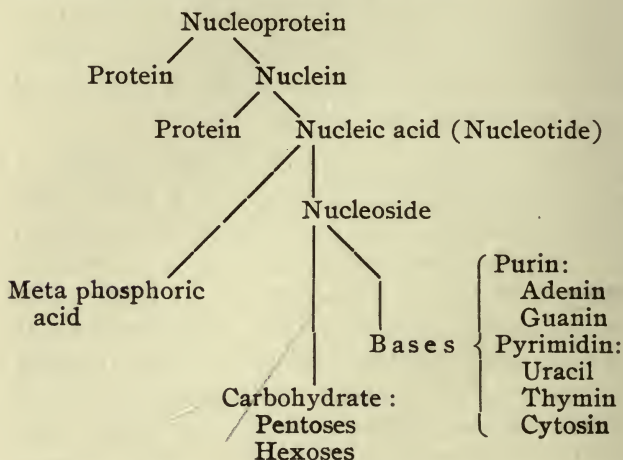 Nucleoprotein
Protein Nuclein
Protein Nucleic acid (Nucleotide)
Nucleoside
Meta phosphoric
acid
Bases
Purin:
Adenin
Guanin
Pyrimidin:
Uracil
Thymin
Cytosin
Carbohydrate :
Pentoses
Hexoses